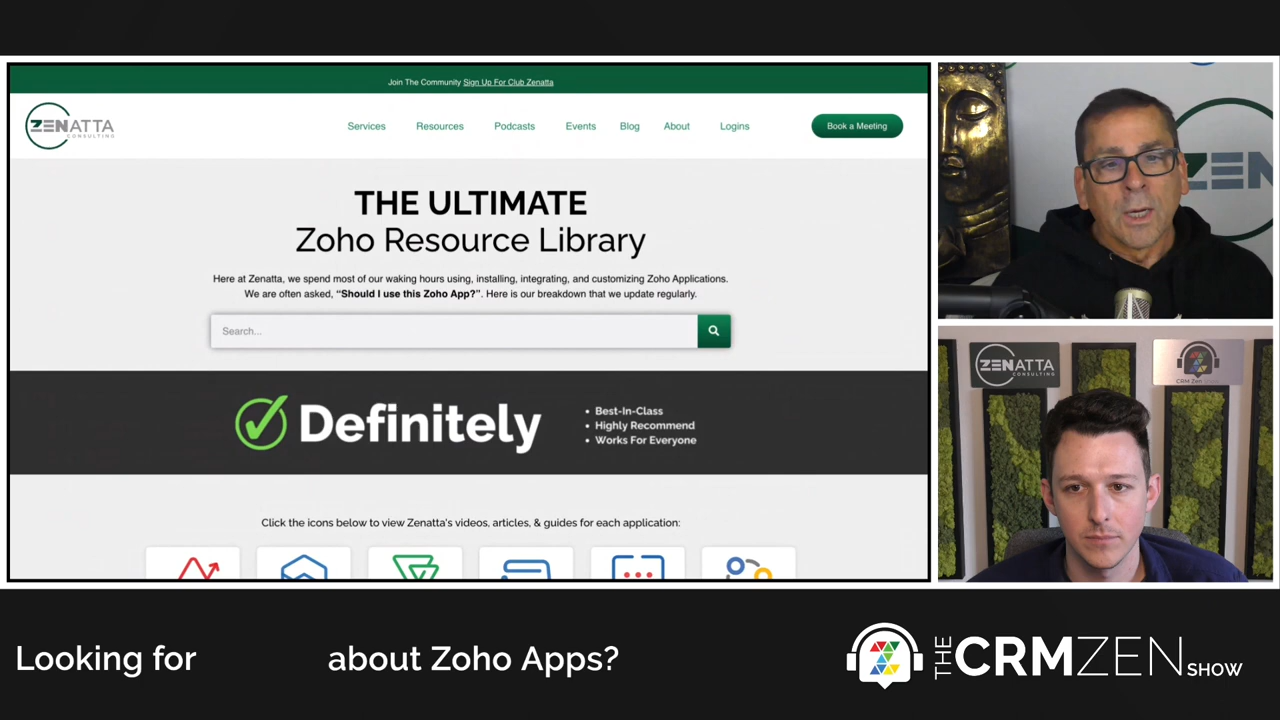 Join The Community Sign Up For Club Zenatta
ZENATTA
CONSULTING
Services Resources Podcasts Events Blog About Logins Book a Meeting
THE ULTIMATE
Zoho Resource Library
Here at Zenatta, we spend most of our waking hours using, installing, integrating, and customizing Zoho Applications.
We are often asked, “Should I use this Zoho App?”. Here is our breakdown that we update regularly.
Search...
Definitely
• Best-In-Class
• Highly Recommend
• Works For Everyone
Click the icons below to view Zenatta's videos, articles, & guides for each application:
ZEN
ZENATTA
CONSULTING
CRM Zen
Looking for about Zoho Apps?
THE CRMZEN SHOW